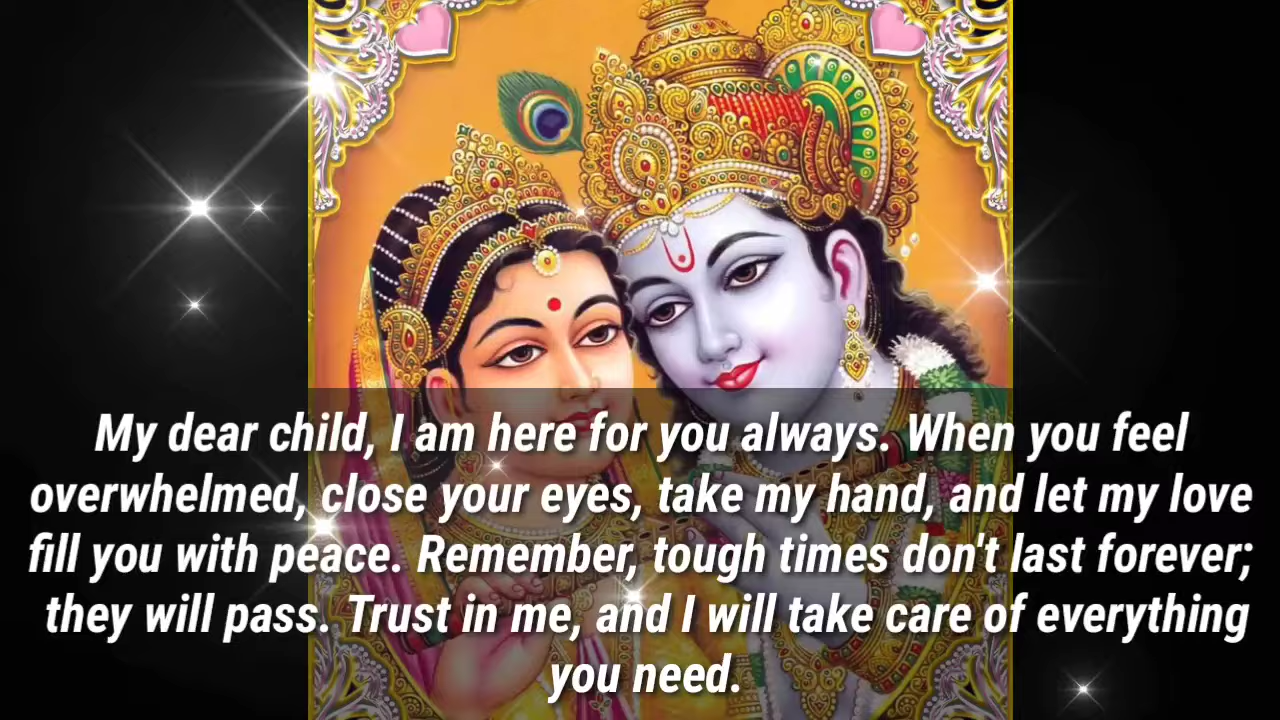 My dear child, I am here for you always. When you feel
overwhelmed, close your eyes, take my hand, and let my love
fill you with peace. Remember, tough times don't last forever;
they will pass. Trust in me, and I will take care of everything
you need.